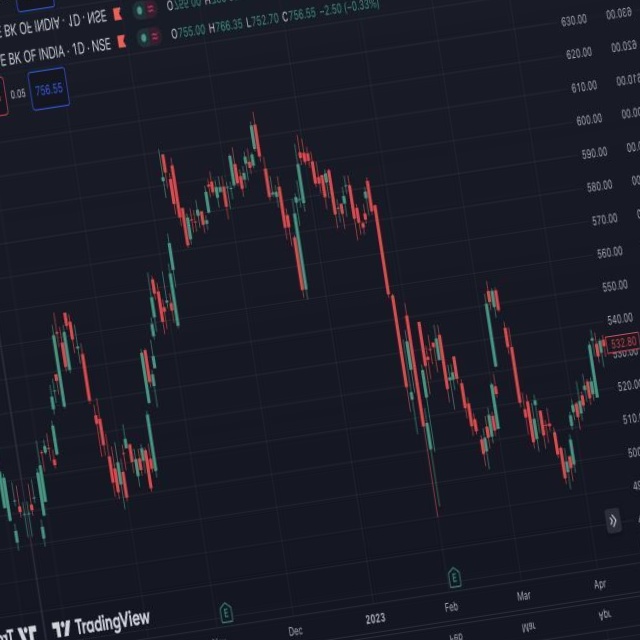 E BK OF INDIA · 1D · NSE
E BK OF INDIA · 1D · NSE
O755.00 H766.35 L752.70 C756.55 −2.50 (−0.33%)
0.05
756.55
630.00
620.00
610.00
600.00
590.00
580.00
570.00
560.00
550.00
540.00
532.80
530.00
520.00
510.00
E
E
TradingView
Dec
2023
Feb
Mar
Apr